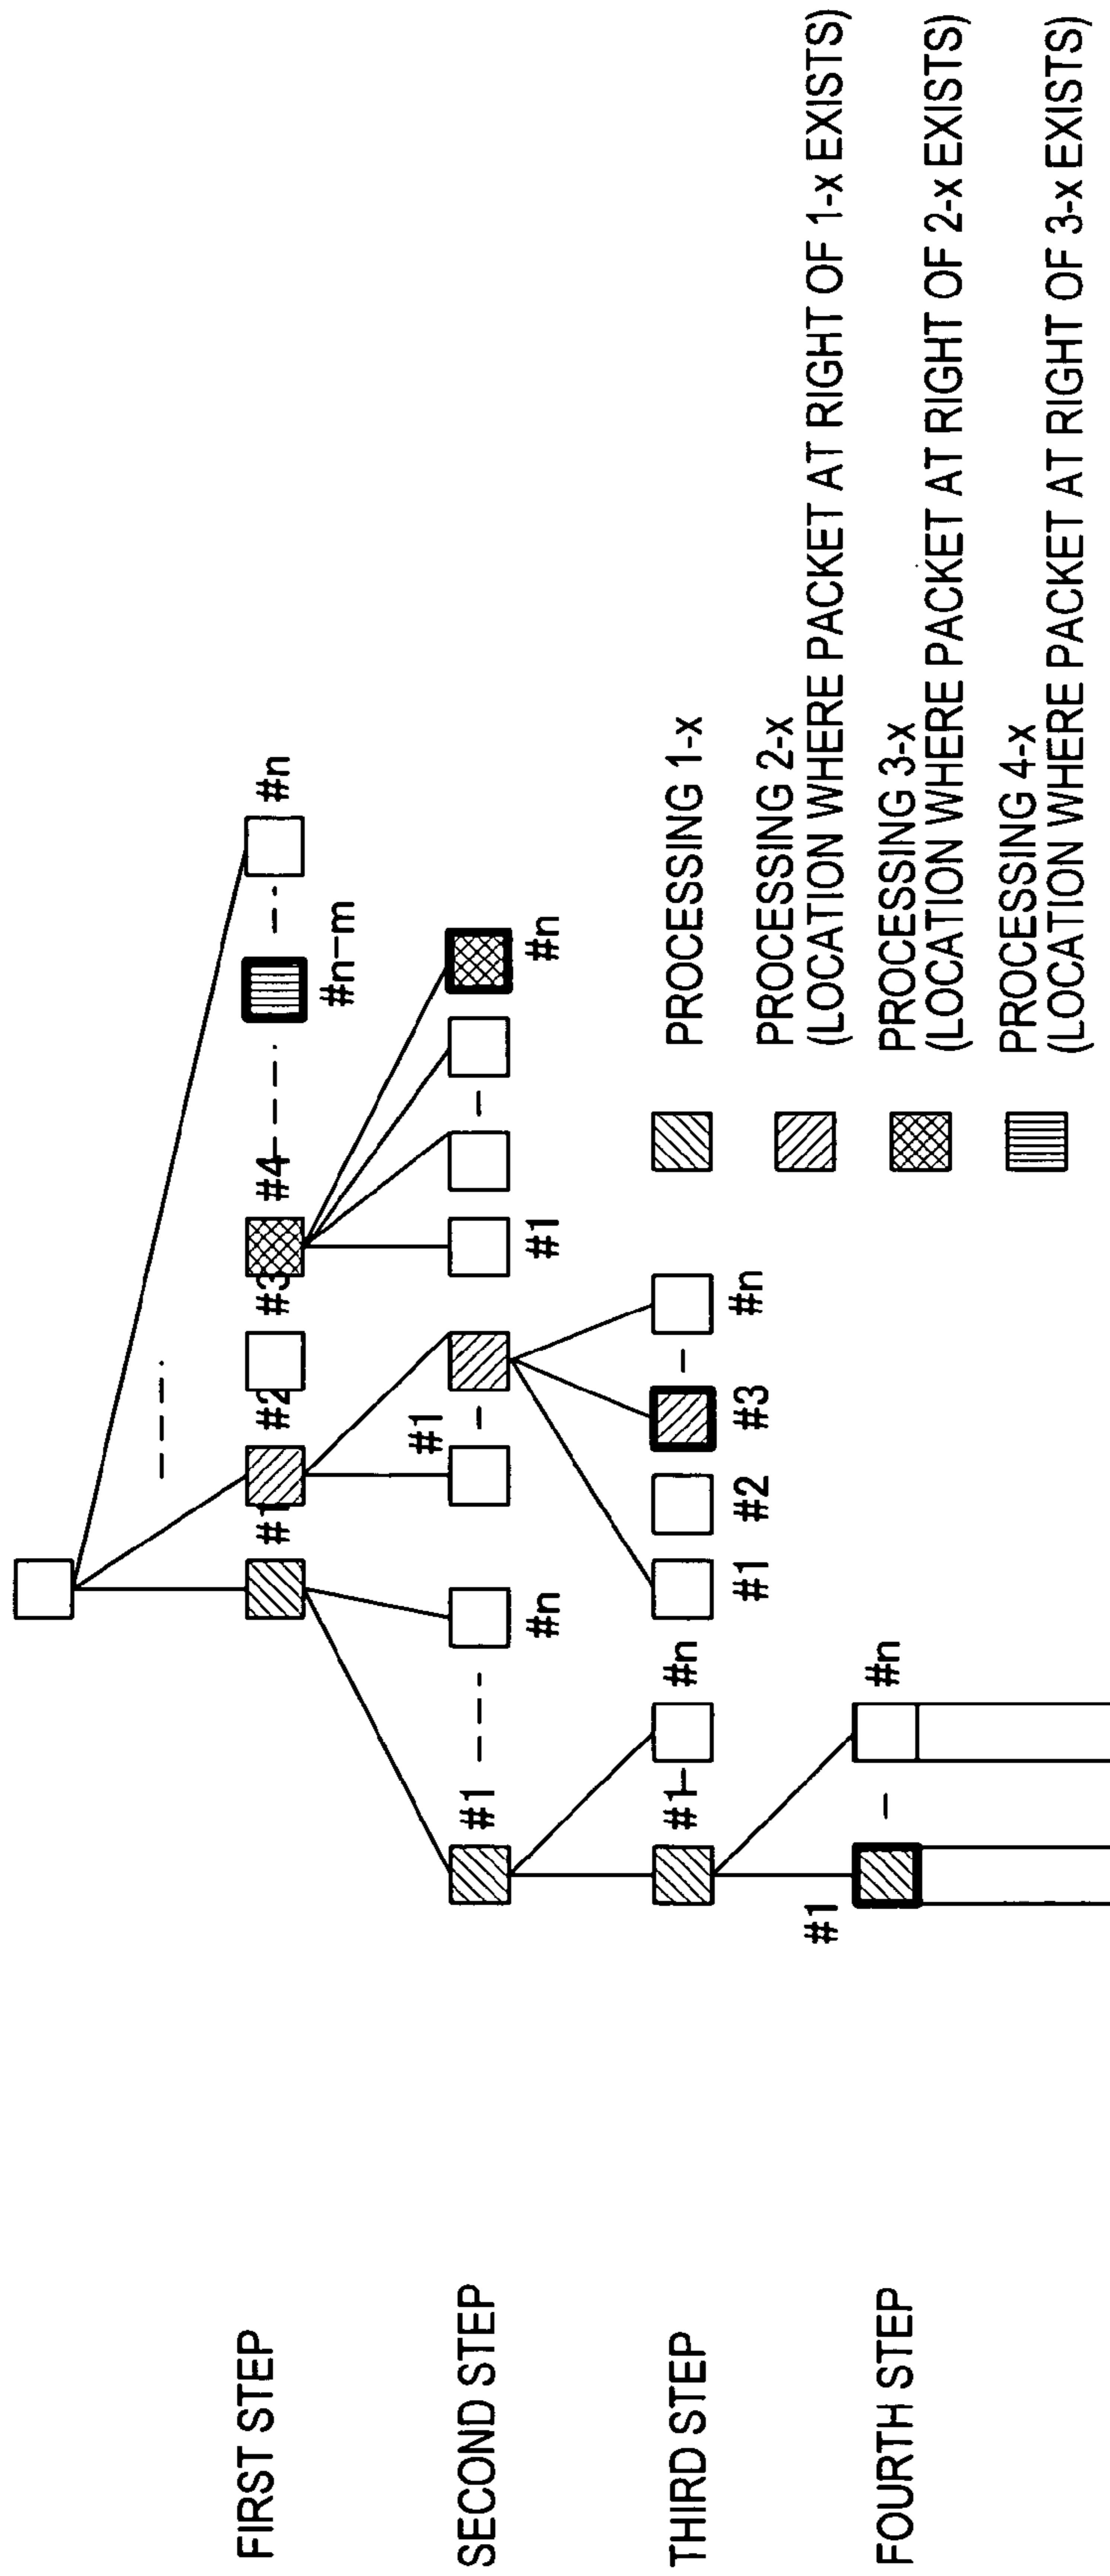 #n
#1
#2
#3
#4
#n-m
FIRST STEP
#1
#n
#1
#1
#n
SECOND STEP
#1
#n
#1
#2
#3
#n
THIRD STEP
#1
#n
FOURTH STEP
PROCESSING 1-x
PROCESSING 2-x
(LOCATION WHERE PACKET AT RIGHT OF 1-x EXISTS)
PROCESSING 3-x
(LOCATION WHERE PACKET AT RIGHT OF 2-x EXISTS)
PROCESSING 4-x
(LOCATION WHERE PACKET AT RIGHT OF 3-x EXISTS)